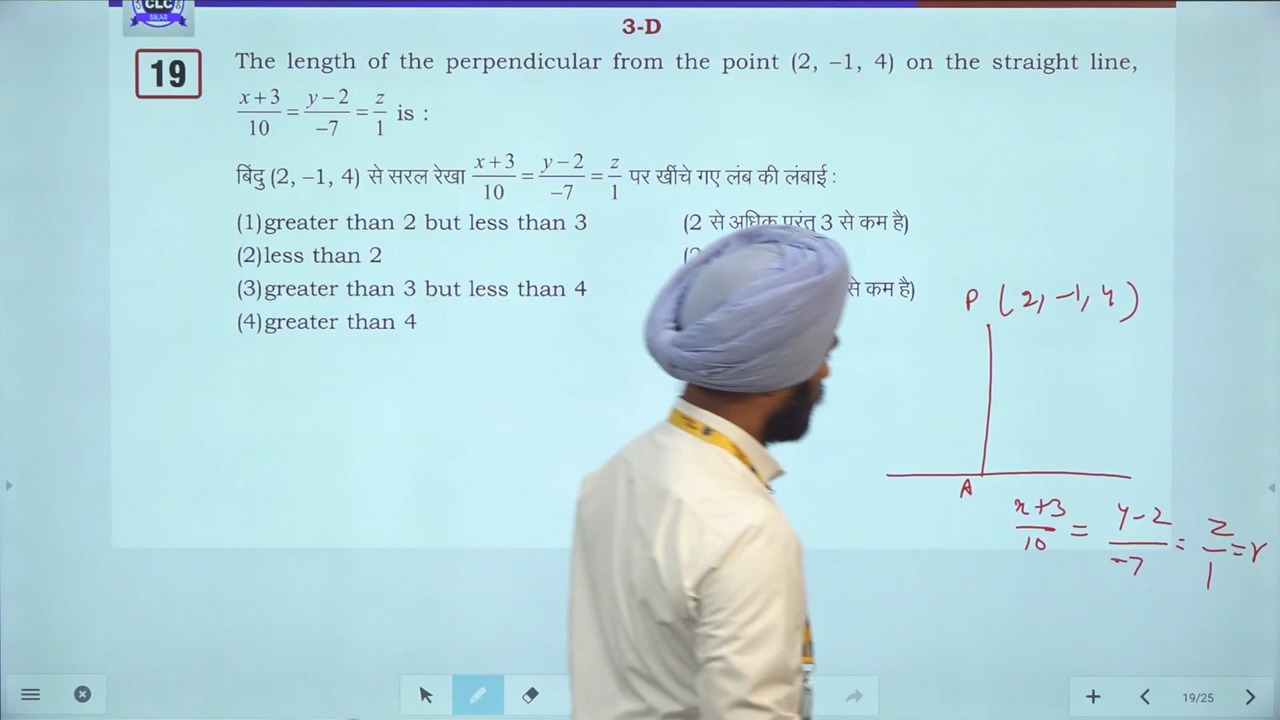 CLC
SIKAR
3-D
19
The length of the perpendicular from the point (2, –1, 4) on the straight line,
x+3/10 = y−2/−7 = z/1 is :
बिंदु (2, –1, 4) से सरल रेखा x+3/10 = y−2/−7 = z/1 पर खींचे गए लंब की लंबाई :
(1)greater than 2 but less than 3 (2 से अधिक परंतु 3 से कम है)
(2)less than 2 (2
(3)greater than 3 but less than 4 से कम है)
(4)greater than 4
P (2, -1, 4)
A
x+3/10 = y-2/-7 = z/1 = r
19/25